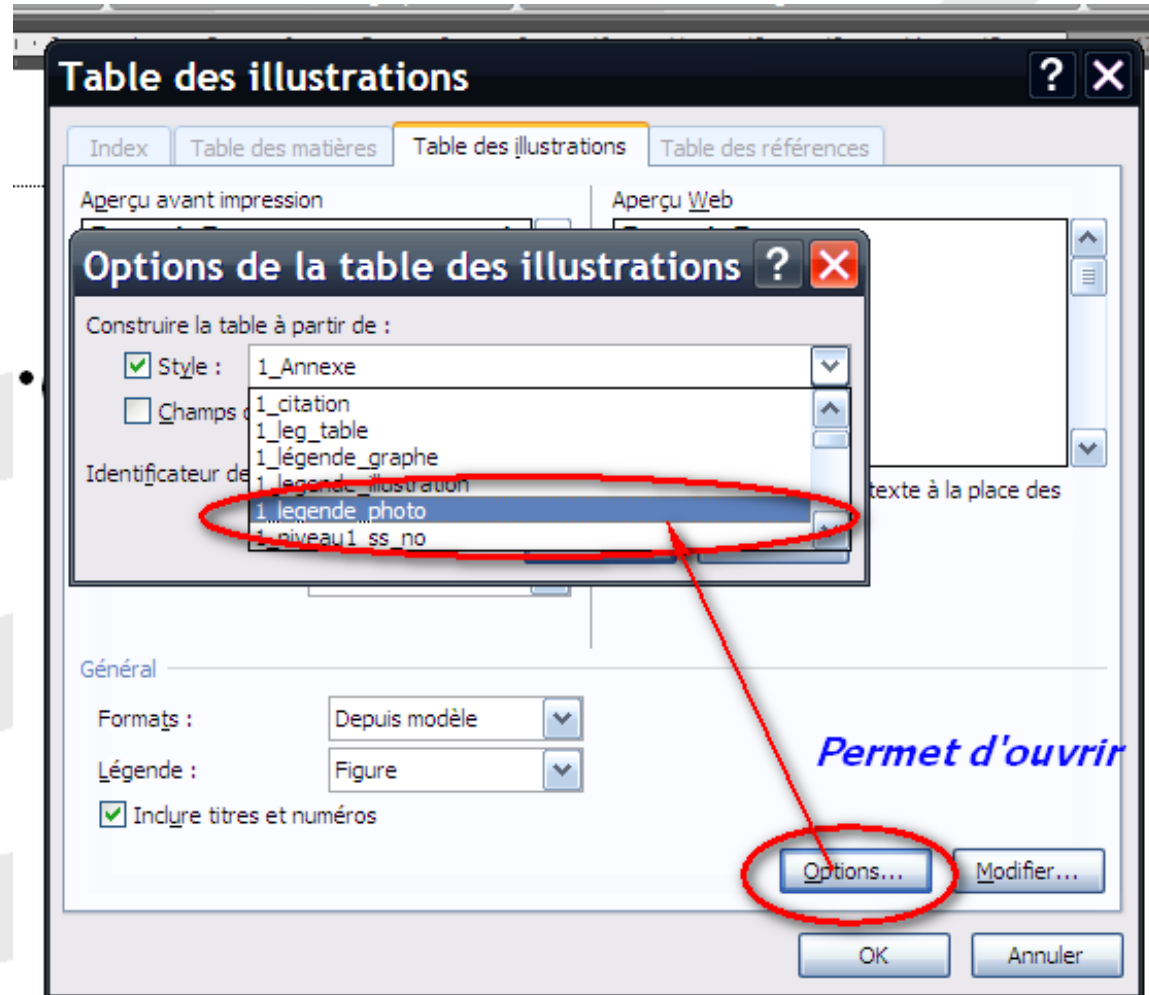 Table des illustrations
Index Table des matières Table des illustrations Table des références
Aperçu avant impression Aperçu Web
Options de la table des illustrations
Construire la table à partir de :
Style : 1_Annexe
1_citation
Champs
1_leg_table
1_légende_graphe
Identificateur de
1_legende_illustration
texte à la place des
1_legende_photo
1_niveau1_ss_no
Général
Formats : Depuis modèle
Permet d'ouvrir
Légende : Figure
Inclure titres et numéros
Options... Modifier...
OK Annuler